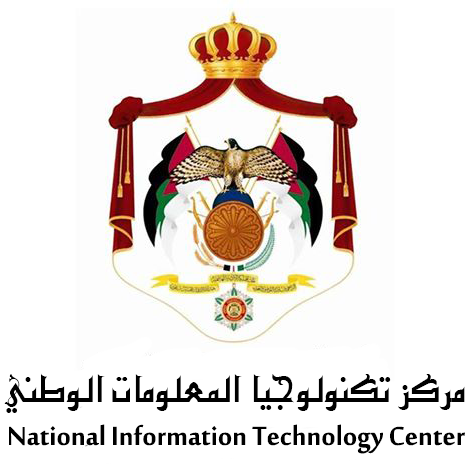 مركز تكنولوجيا المعلومات الوطني
National Information Technology Center